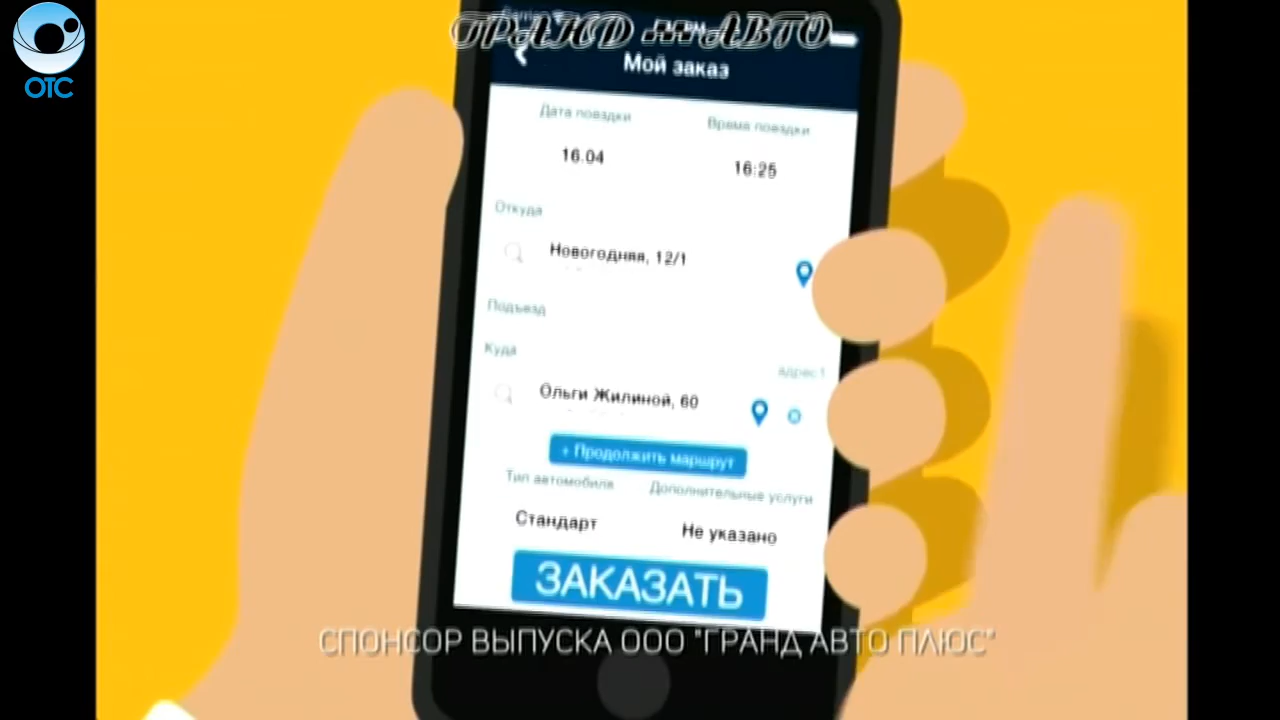 ГРАНД АВТО
ОТС
Мой заказ
Дата поездки
Время поездки
16.04
16:25
Откуда
Новогодняя, 12/1
Подъезд
Куда
адрес1
Ольги Жилиной, 60
+ Продолжить маршрут
Тип автомобиля
Дополнительные услуги
Стандарт
Не указано
ЗАКАЗАТЬ
СПОНСОР ВЫПУСКА ООО "ГРАНД АВТО ПЛЮС"